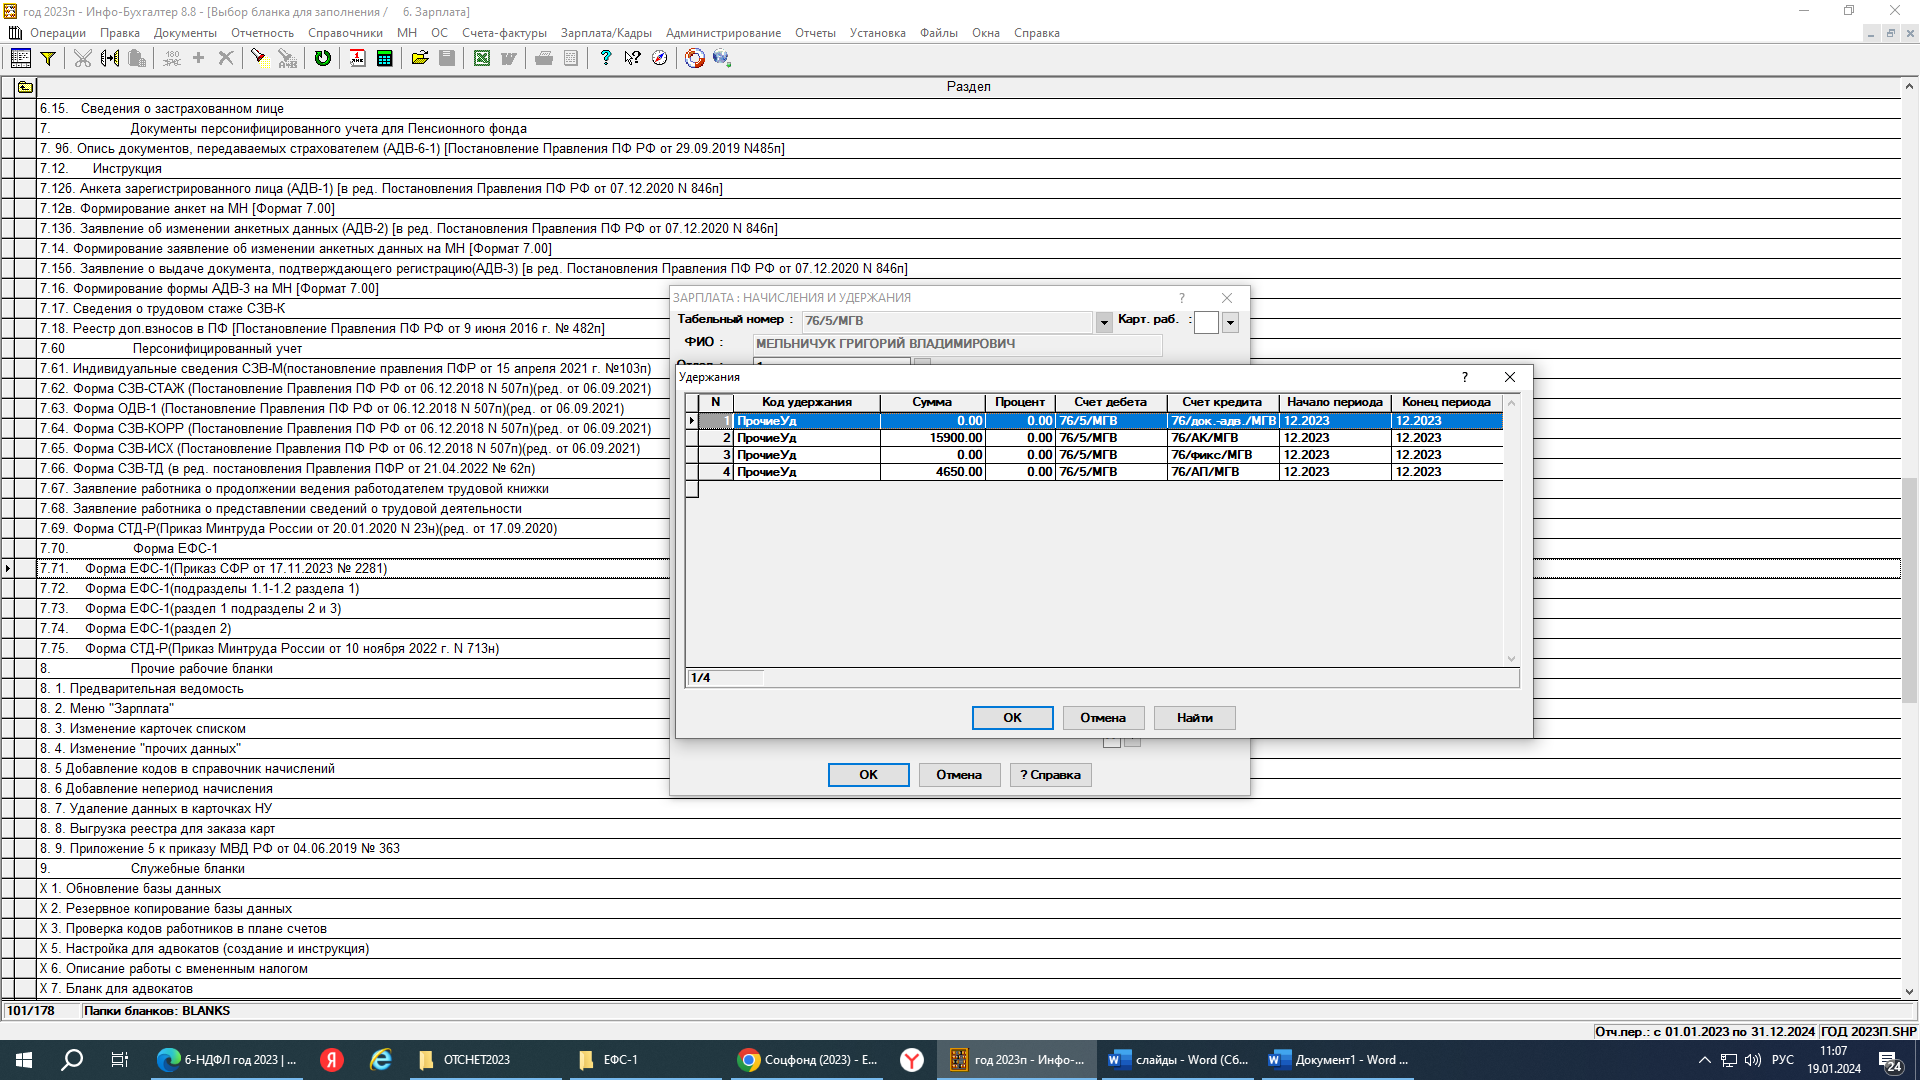 год 2023п - Инфо-Бухгалтер 8.8 - [Выбор бланка для заполнения / 6. Зарплата]
Операции Правка Документы Отчетность Справочники МН ОС Счета-фактуры Зарплата/Кадры Администрирование Отчеты Установка Файлы Окна Справка
Раздел
6.15. Сведения о застрахованном лице
7. Документы персонифицированного учета для Пенсионного фонда
7. 9б. Опись документов, передаваемых страхователем (АДВ-6-1) [Постановление Правления ПФ РФ от 29.09.2019 N485п]
7.12. Инструкция
7.12б. Анкета зарегистрированного лица (АДВ-1) [в ред. Постановления Правления ПФ РФ от 07.12.2020 N 846п]
7.12в. Формирование анкет на МН [Формат 7.00]
7.13б. Заявление об изменении анкетных данных (АДВ-2) [в ред. Постановления Правления ПФ РФ от 07.12.2020 N 846п]
7.14. Формирование заявление об изменении анкетных данных на МН [Формат 7.00]
7.15б. Заявление о выдаче документа, подтверждающего регистрацию(АДВ-3) [в ред. Постановления Правления ПФ РФ от 07.12.2020 N 846п]
7.16. Формирование формы АДВ-3 на МН [Формат 7.00]
7.17. Сведения о трудовом стаже СЗВ-К
7.18. Реестр доп.взносов в ПФ [Постановление Правления ПФ РФ от 9 июня 2016 г. № 482п]
7.60 Персонифицированный учет
7.61. Индивидуальные сведения СЗВ-М(постановление правления ПФР от 15 апреля 2021 г. №103п)
7.62. Форма СЗВ-СТАЖ (Постановление Правления ПФ РФ от 06.12.2018 N 507п)(ред. от 06.09.2021)
7.63. Форма ОДВ-1 (Постановление Правления ПФ РФ от 06.12.2018 N 507п)(ред. от 06.09.2021)
7.64. Форма СЗВ-КОРР (Постановление Правления ПФ РФ от 06.12.2018 N 507п)(ред. от 06.09.2021)
7.65. Форма СЗВ-ИСХ (Постановление Правления ПФ РФ от 06.12.2018 N 507п)(ред. от 06.09.2021)
7.66. Форма СЗВ-ТД (в ред. постановления Правления ПФР от 21.04.2022 № 62п)
7.67. Заявление работника о продолжении ведения работодателем трудовой книжки
7.68. Заявление работника о представлении сведений о трудовой деятельности
7.69. Форма СТД-Р(Приказ Минтруда России от 20.01.2020 N 23н)(ред. от 17.09.2020)
7.70. Форма ЕФС-1
7.71. Форма ЕФС-1(Приказ СФР от 17.11.2023 № 2281)
7.72. Форма ЕФС-1(подразделы 1.1-1.2 раздела 1)
7.73. Форма ЕФС-1(раздел 1 подразделы 2 и 3)
7.74. Форма ЕФС-1(раздел 2)
7.75. Форма СТД-Р(Приказ Минтруда России от 10 ноября 2022 г. N 713н)
8. Прочие рабочие бланки
8. 1. Предварительная ведомость
8. 2. Меню "Зарплата"
8. 3. Изменение карточек списком
8. 4. Изменение "прочих данных"
8. 5 Добавление кодов в справочник начислений
8. 6 Добавление непериод начисления
8. 7. Удаление данных в карточках НУ
8. 8. Выгрузка реестра для заказа карт
8. 9. Приложение 5 к приказу МВД РФ от 04.06.2019 № 363
9. Служебные бланки
X 1. Обновление базы данных
X 2. Резервное копирование базы данных
X 3. Проверка кодов работников в плане счетов
X 5. Настройка для адвокатов (создание и инструкция)
X 6. Описание работы с вмененным налогом
X 7. Бланк для адвокатов
101/178 Папки бланков: BLANKS
Отч.пер.: с 01.01.2023 по 31.12.2024 ГОД 2023П.SHP
ЗАРПЛАТА : НАЧИСЛЕНИЯ И УДЕРЖАНИЯ ?
Табельный номер : 76/5/МГВ Карт. раб. :
ФИО : МЕЛЬНИЧУК ГРИГОРИЙ ВЛАДИМИРОВИЧ
Удержания ?
N Код удержания Сумма Процент Счет дебета Счет кредита Начало периода Конец периода
1 ПрочиеУд 0.00 0.00 76/5/МГВ 76/док.-адв./МГВ 12.2023 12.2023
2 ПрочиеУд 15900.00 0.00 76/5/МГВ 76/АК/МГВ 12.2023 12.2023
3 ПрочиеУд 0.00 0.00 76/5/МГВ 76/фикс/МГВ 12.2023 12.2023
4 ПрочиеУд 4650.00 0.00 76/5/МГВ 76/АП/МГВ 12.2023 12.2023
1/4
OK Отмена Найти
OK Отмена ? Справка
6-НДФЛ год 2023 | ... ОТСНЕТ2023 ЕФС-1 Соцфонд (2023) - Е... год 2023п - Инфо-... слайды - Word (Сб... Документ1 - Word ...
РУС 11:07 19.01.2024 24